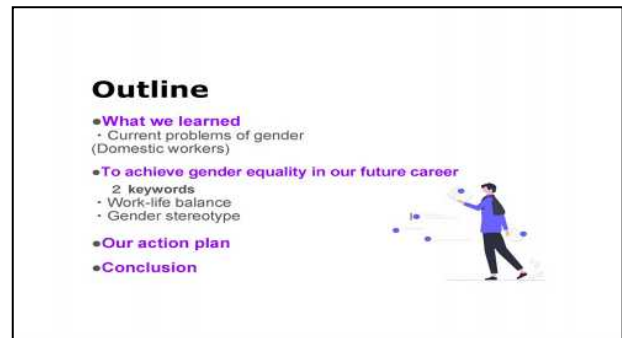 Outline
●What we learned
・Current problems of gender
(Domestic workers)
●To achieve gender equality in our future career
2 keywords
・Work-life balance
・Gender stereotype
●Our action plan
●Conclusion